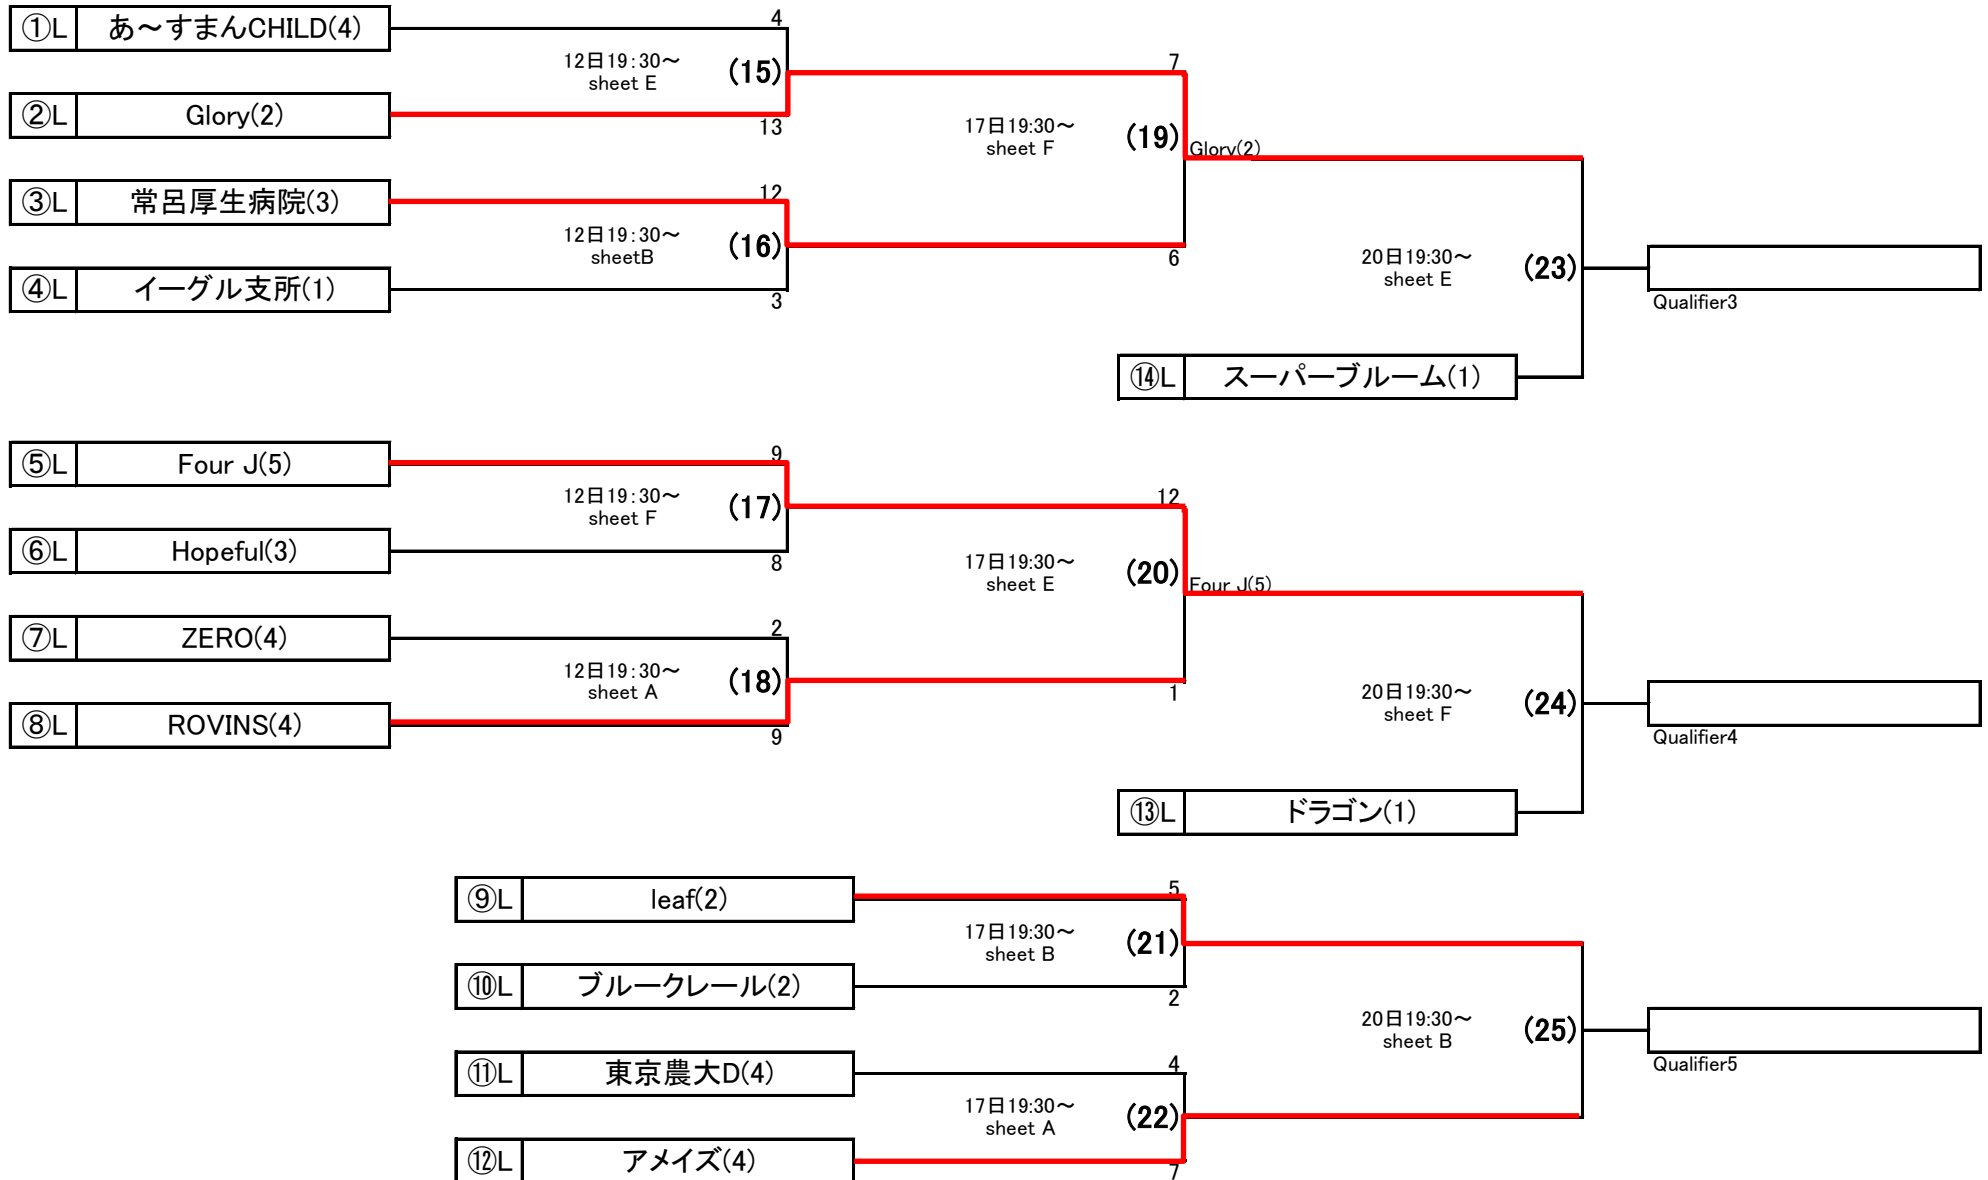 ①L あ～すまんCHILD(4)
4
12日19:30～
sheet E
(15)
7
②L Glory(2)
13
17日19:30～
sheet F
(19)
Glory(2)
③L 常呂厚生病院(3)
12
12日19:30～
sheetB
(16)
6
④L イーグル支所(1)
3
20日19:30～
sheet E
(23)
Qualifier3
⑭L スーパーブルーム(1)
⑤L Four J(5)
9
12日19:30～
sheet F
(17)
12
⑥L Hopeful(3)
8
17日19:30～
sheet E
(20)
Four J(5)
⑦L ZERO(4)
2
12日19:30～
sheet A
(18)
1
⑧L ROVINS(4)
9
20日19:30～
sheet F
(24)
Qualifier4
⑬L ドラゴン(1)
⑨L leaf(2)
5
17日19:30～
sheet B
(21)
⑩L ブルークレール(2)
2
20日19:30～
sheet B
(25)
Qualifier5
⑪L 東京農大D(4)
4
17日19:30～
sheet A
(22)
⑫L アメイズ(4)
7